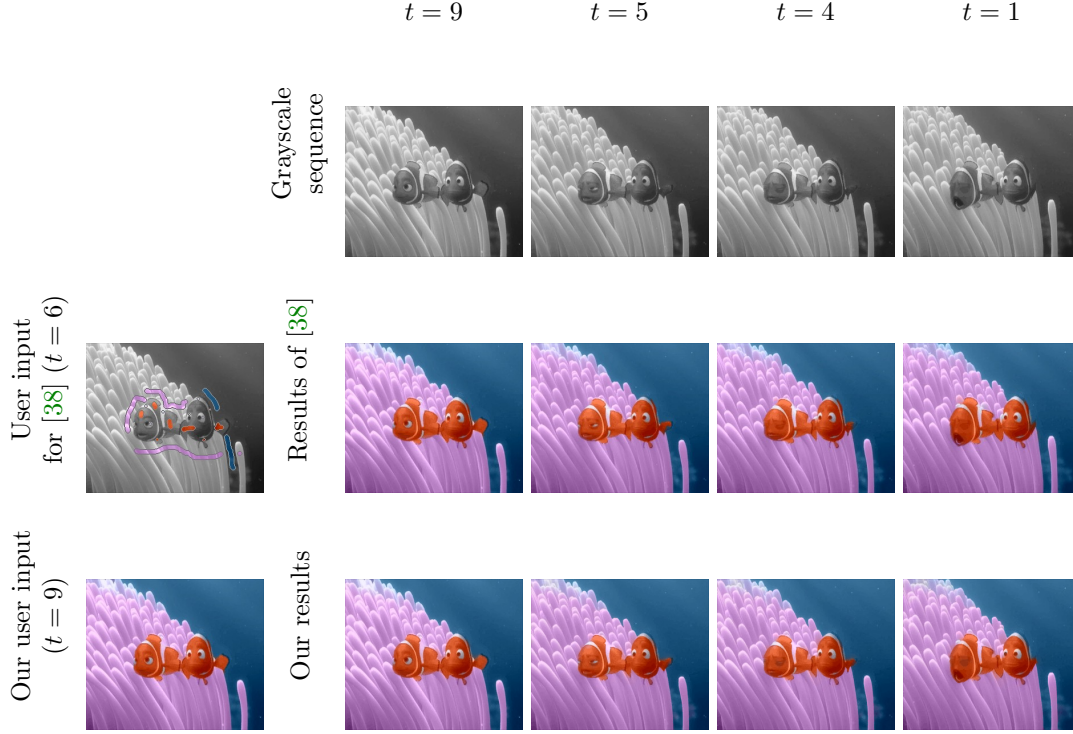 t = 9
t = 5
t = 4
t = 1
Grayscale
sequence
User input
for [38] (t = 6)
Results of [38]
Our user input
(t = 9)
Our results